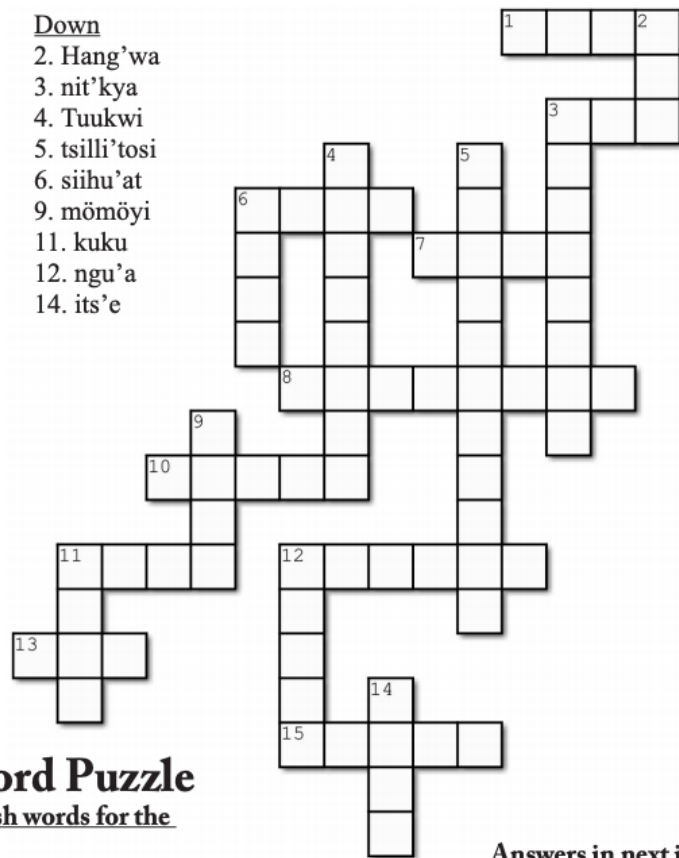 Down
2. Hang’wa
3. nit’kya
4. Tuukwi
5. tsilli’tosi
6. siihu’at
9. mömöyi
11. kuku
12. ngu’a
14. its’e
1
2
3
4
5
6
7
8
9
10
11
12
13
14
15
ord Puzzle
sh words for the
Answers in next i